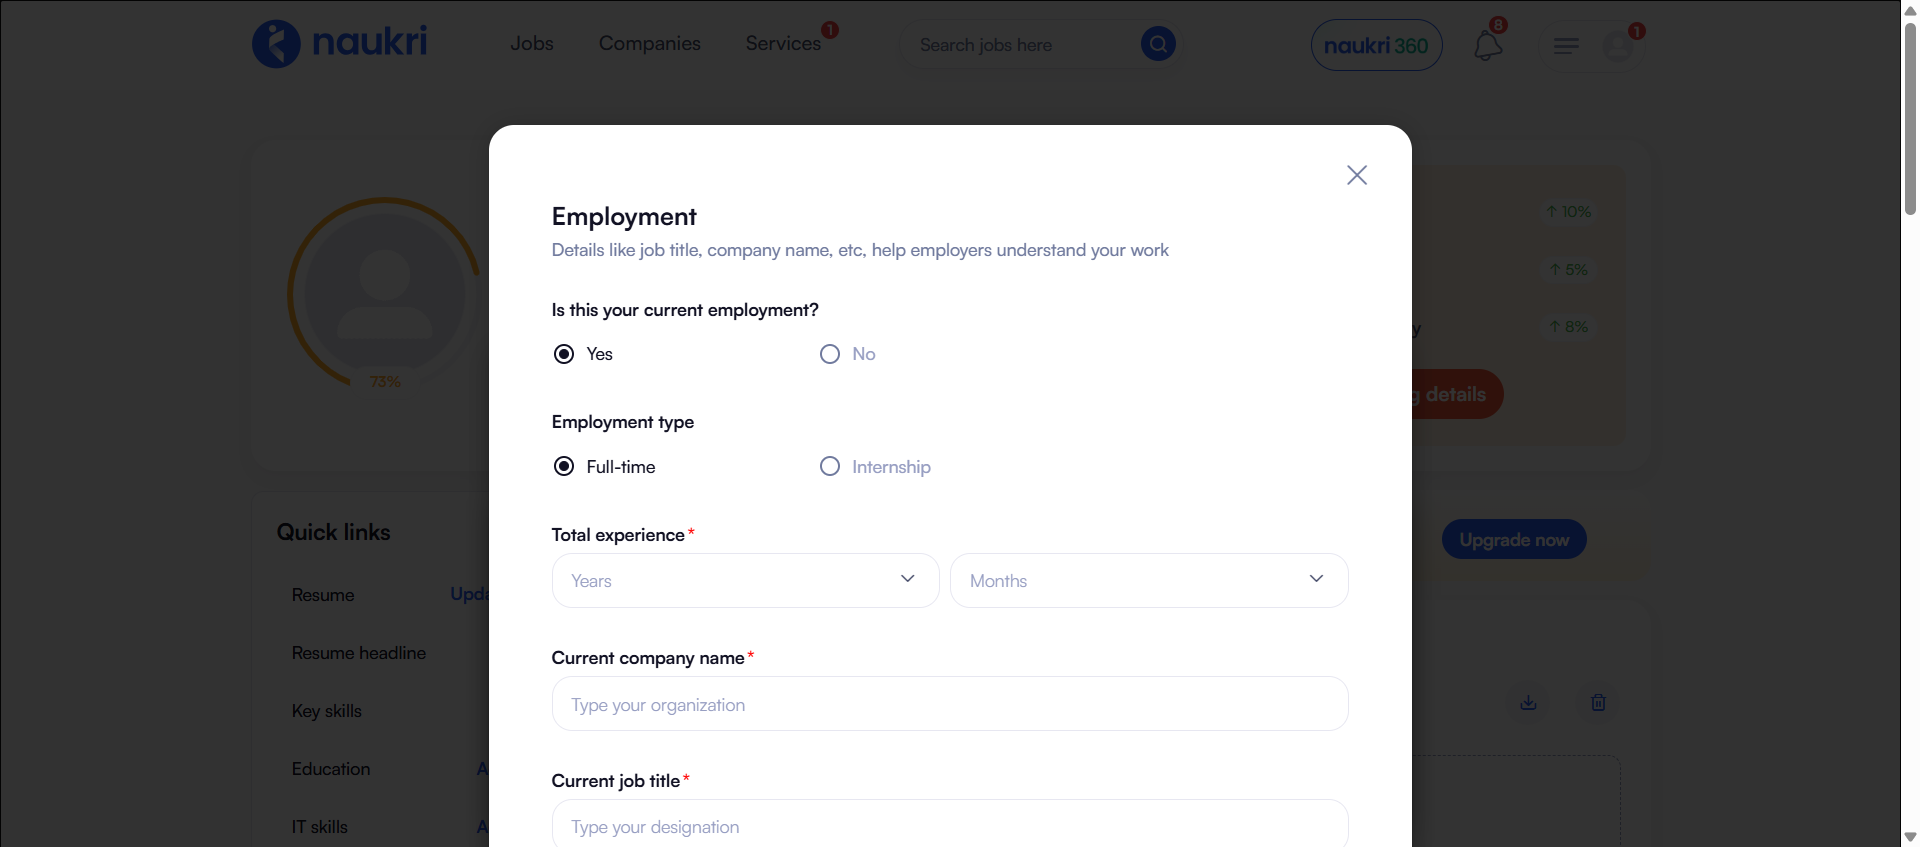 naukri
Jobs
Companies
Services
1
Search jobs here
naukri 360
8
1
Employment
Details like job title, company name, etc, help employers understand your work
Is this your current employment?
Yes
No
Employment type
Full-time
Internship
Total experience*
Years
Months
Current company name*
Type your organization
Current job title*
Type your designation
73%
↑ 10%
↑ 5%
↑ 8%
details
Quick links
Resume
Resume headline
Key skills
Education
IT skills
Upgrade now